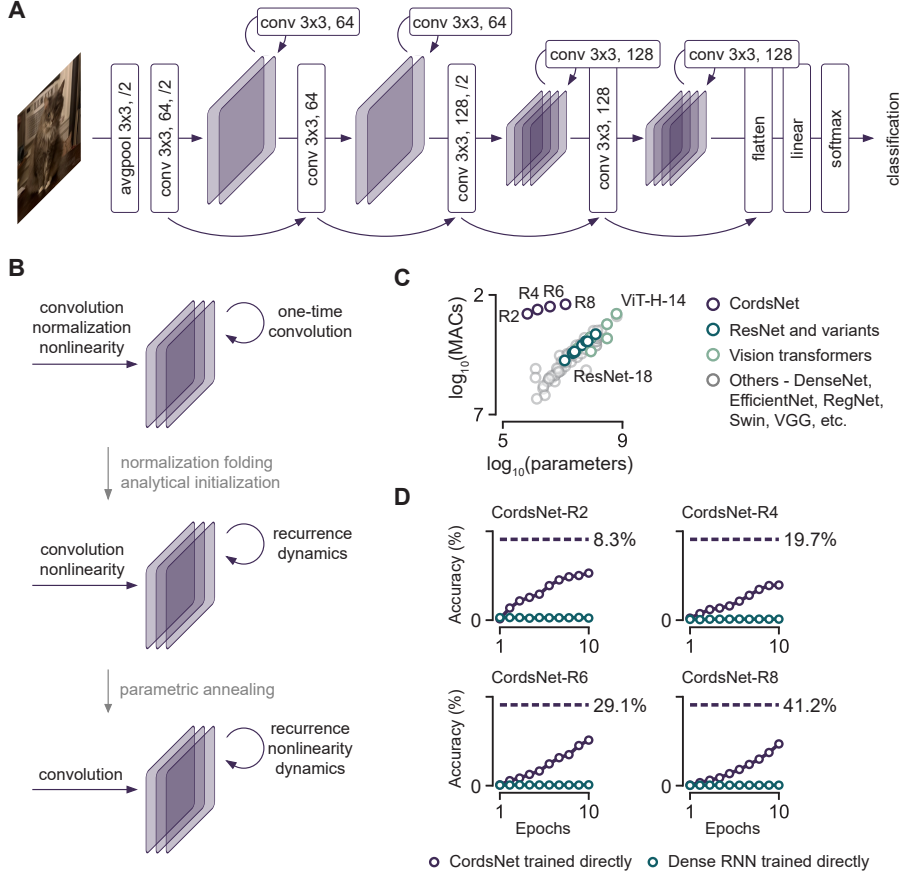 A
conv 3x3, 64
conv 3x3, 64
conv 3x3, 128
conv 3x3, 128
avgpool 3x3, /2
conv 3x3, 64, /2
conv 3x3, 64
conv 3x3, 128, /2
conv 3x3, 128
flatten
linear
softmax
classification
B
convolution
normalization
nonlinearity
one-time
convolution
normalization folding
analytical initialization
convolution
nonlinearity
recurrence
dynamics
parametric annealing
convolution
recurrence
nonlinearity
dynamics
C
log10(MACs)
2
7
R2
R4
R6
R8
ViT-H-14
ResNet-18
5
9
log10(parameters)
CordsNet
ResNet and variants
Vision transformers
Others - DenseNet,
EfficientNet, RegNet,
Swin, VGG, etc.
D
CordsNet-R2
Accuracy (%)
8.3%
0
1
10
CordsNet-R4
19.7%
0
1
10
CordsNet-R6
Accuracy (%)
29.1%
0
1
10
Epochs
CordsNet-R8
41.2%
0
1
10
Epochs
CordsNet trained directly
Dense RNN trained directly